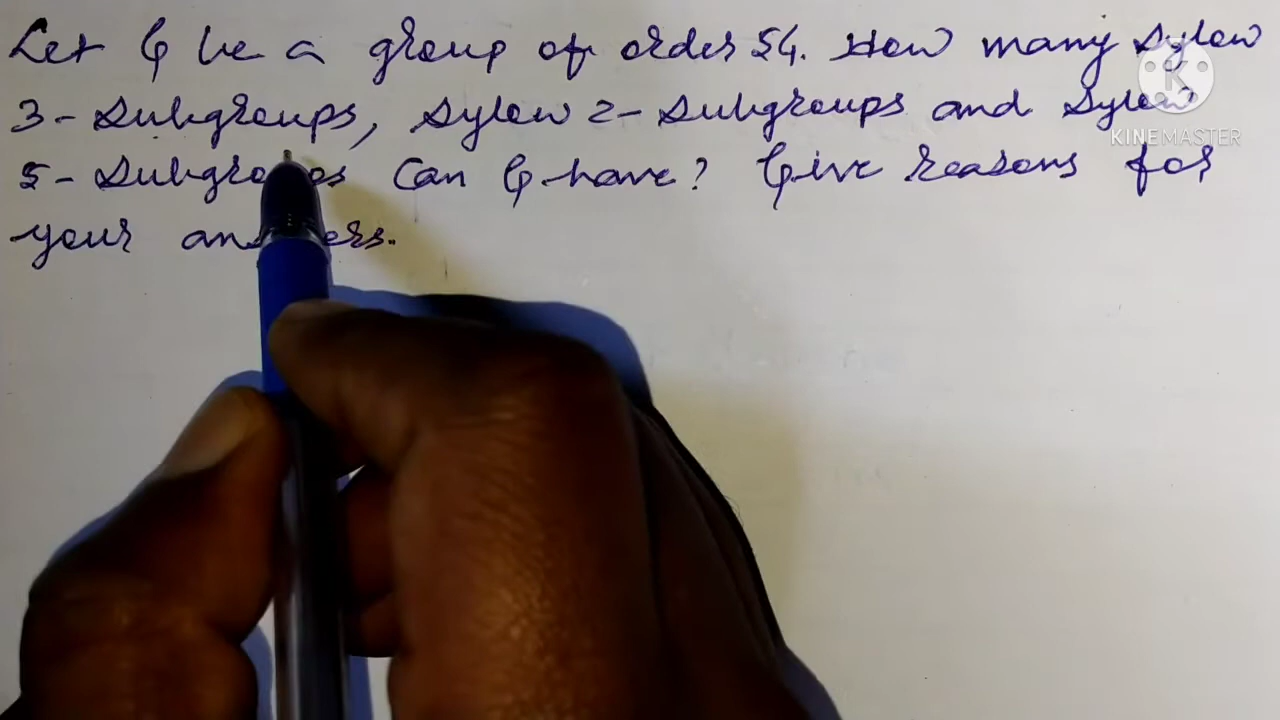 Let G be a group of order 54. How many Sylow
3-subgroups, Sylow 2-subgroups and Sylow
5-subgroups can G have? Give reasons for
your answers.
K
KINEMASTER